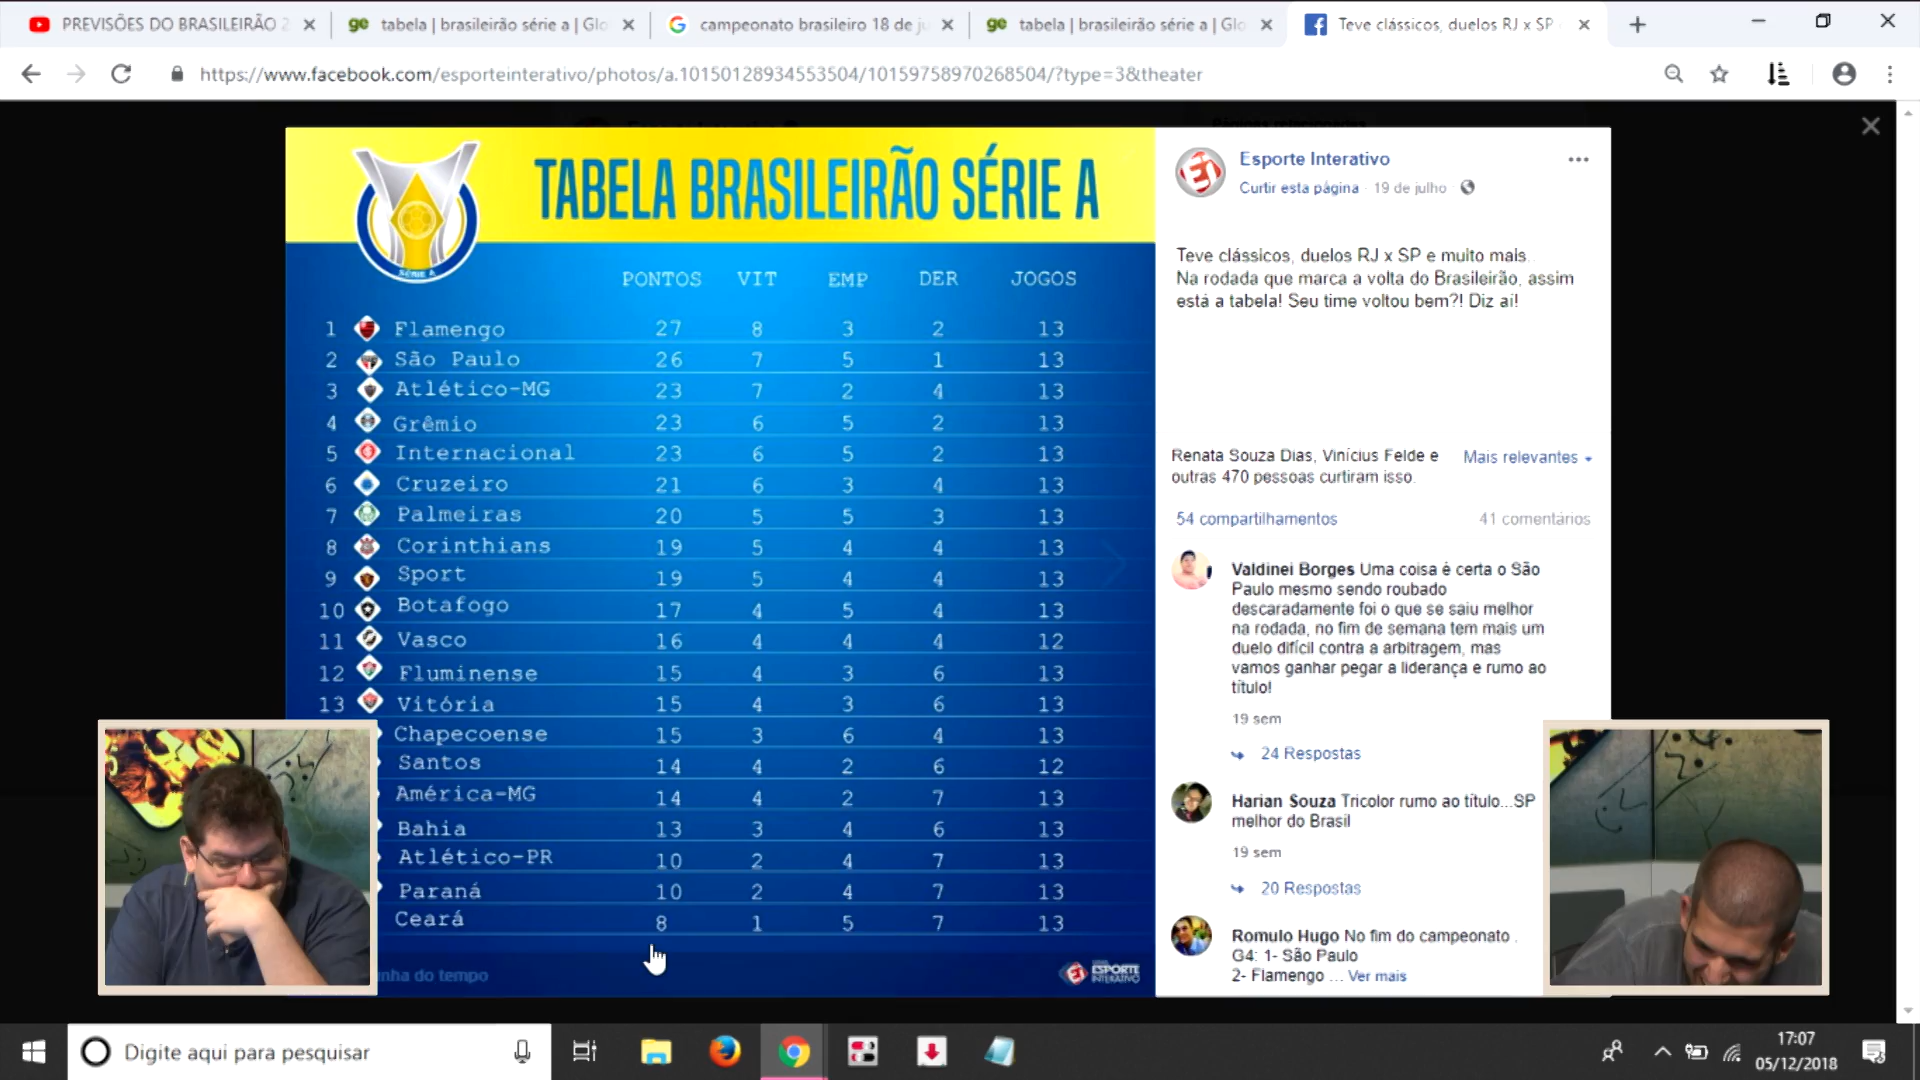 PREVISÕES DO BRASILEIRÃO 2
tabela | brasileirão série a | Glo
campeonato brasileiro 18 de ju
tabela | brasileirão série a | Glo
Teve clássicos, duelos RJ x SP
https://www.facebook.com/esporteinterativo/photos/a.10150128934553504/10159758970268504/?type=3&theater
TABELA BRASILEIRÃO SÉRIE A
SÉRIE A
PONTOS VIT EMP DER JOGOS
1 Flamengo 27 8 3 2 13
2 São Paulo 26 7 5 1 13
3 Atlético-MG 23 7 2 4 13
4 Grêmio 23 6 5 2 13
5 Internacional 23 6 5 2 13
6 Cruzeiro 21 6 3 4 13
7 Palmeiras 20 5 5 3 13
8 Corinthians 19 5 4 4 13
9 Sport 19 5 4 4 13
10 Botafogo 17 4 5 4 13
11 Vasco 16 4 4 4 12
12 Fluminense 15 4 3 6 13
13 Vitória 15 4 3 6 13
Chapecoense 15 3 6 4 13
Santos 14 4 2 6 12
América-MG 14 4 2 7 13
Bahia 13 3 4 6 13
Atlético-PR 10 2 4 7 13
Paraná 10 2 4 7 13
Ceará 8 1 5 7 13
nha do tempo
ESPORTE
INTERATIVO
Esporte Interativo
Curtir esta página · 19 de julho ·
Teve clássicos, duelos RJ x SP e muito mais.
Na rodada que marca a volta do Brasileirão, assim
está a tabela! Seu time voltou bem?! Diz aí!
Renata Souza Dias, Vinícius Felde e
outras 470 pessoas curtiram isso.
Mais relevantes
54 compartilhamentos
41 comentários
Valdinei Borges Uma coisa é certa o São
Paulo mesmo sendo roubado
descaradamente foi o que se saiu melhor
na rodada, no fim de semana tem mais um
duelo difícil contra a arbitragem, mas
vamos ganhar pegar a liderança e rumo ao
título!
19 sem
24 Respostas
Harian Souza Tricolor rumo ao título...SP
melhor do Brasil
19 sem
20 Respostas
Romulo Hugo No fim do campeonato .
G4: 1- São Paulo
2- Flamengo ... Ver mais
Digite aqui para pesquisar
17:07
05/12/2018